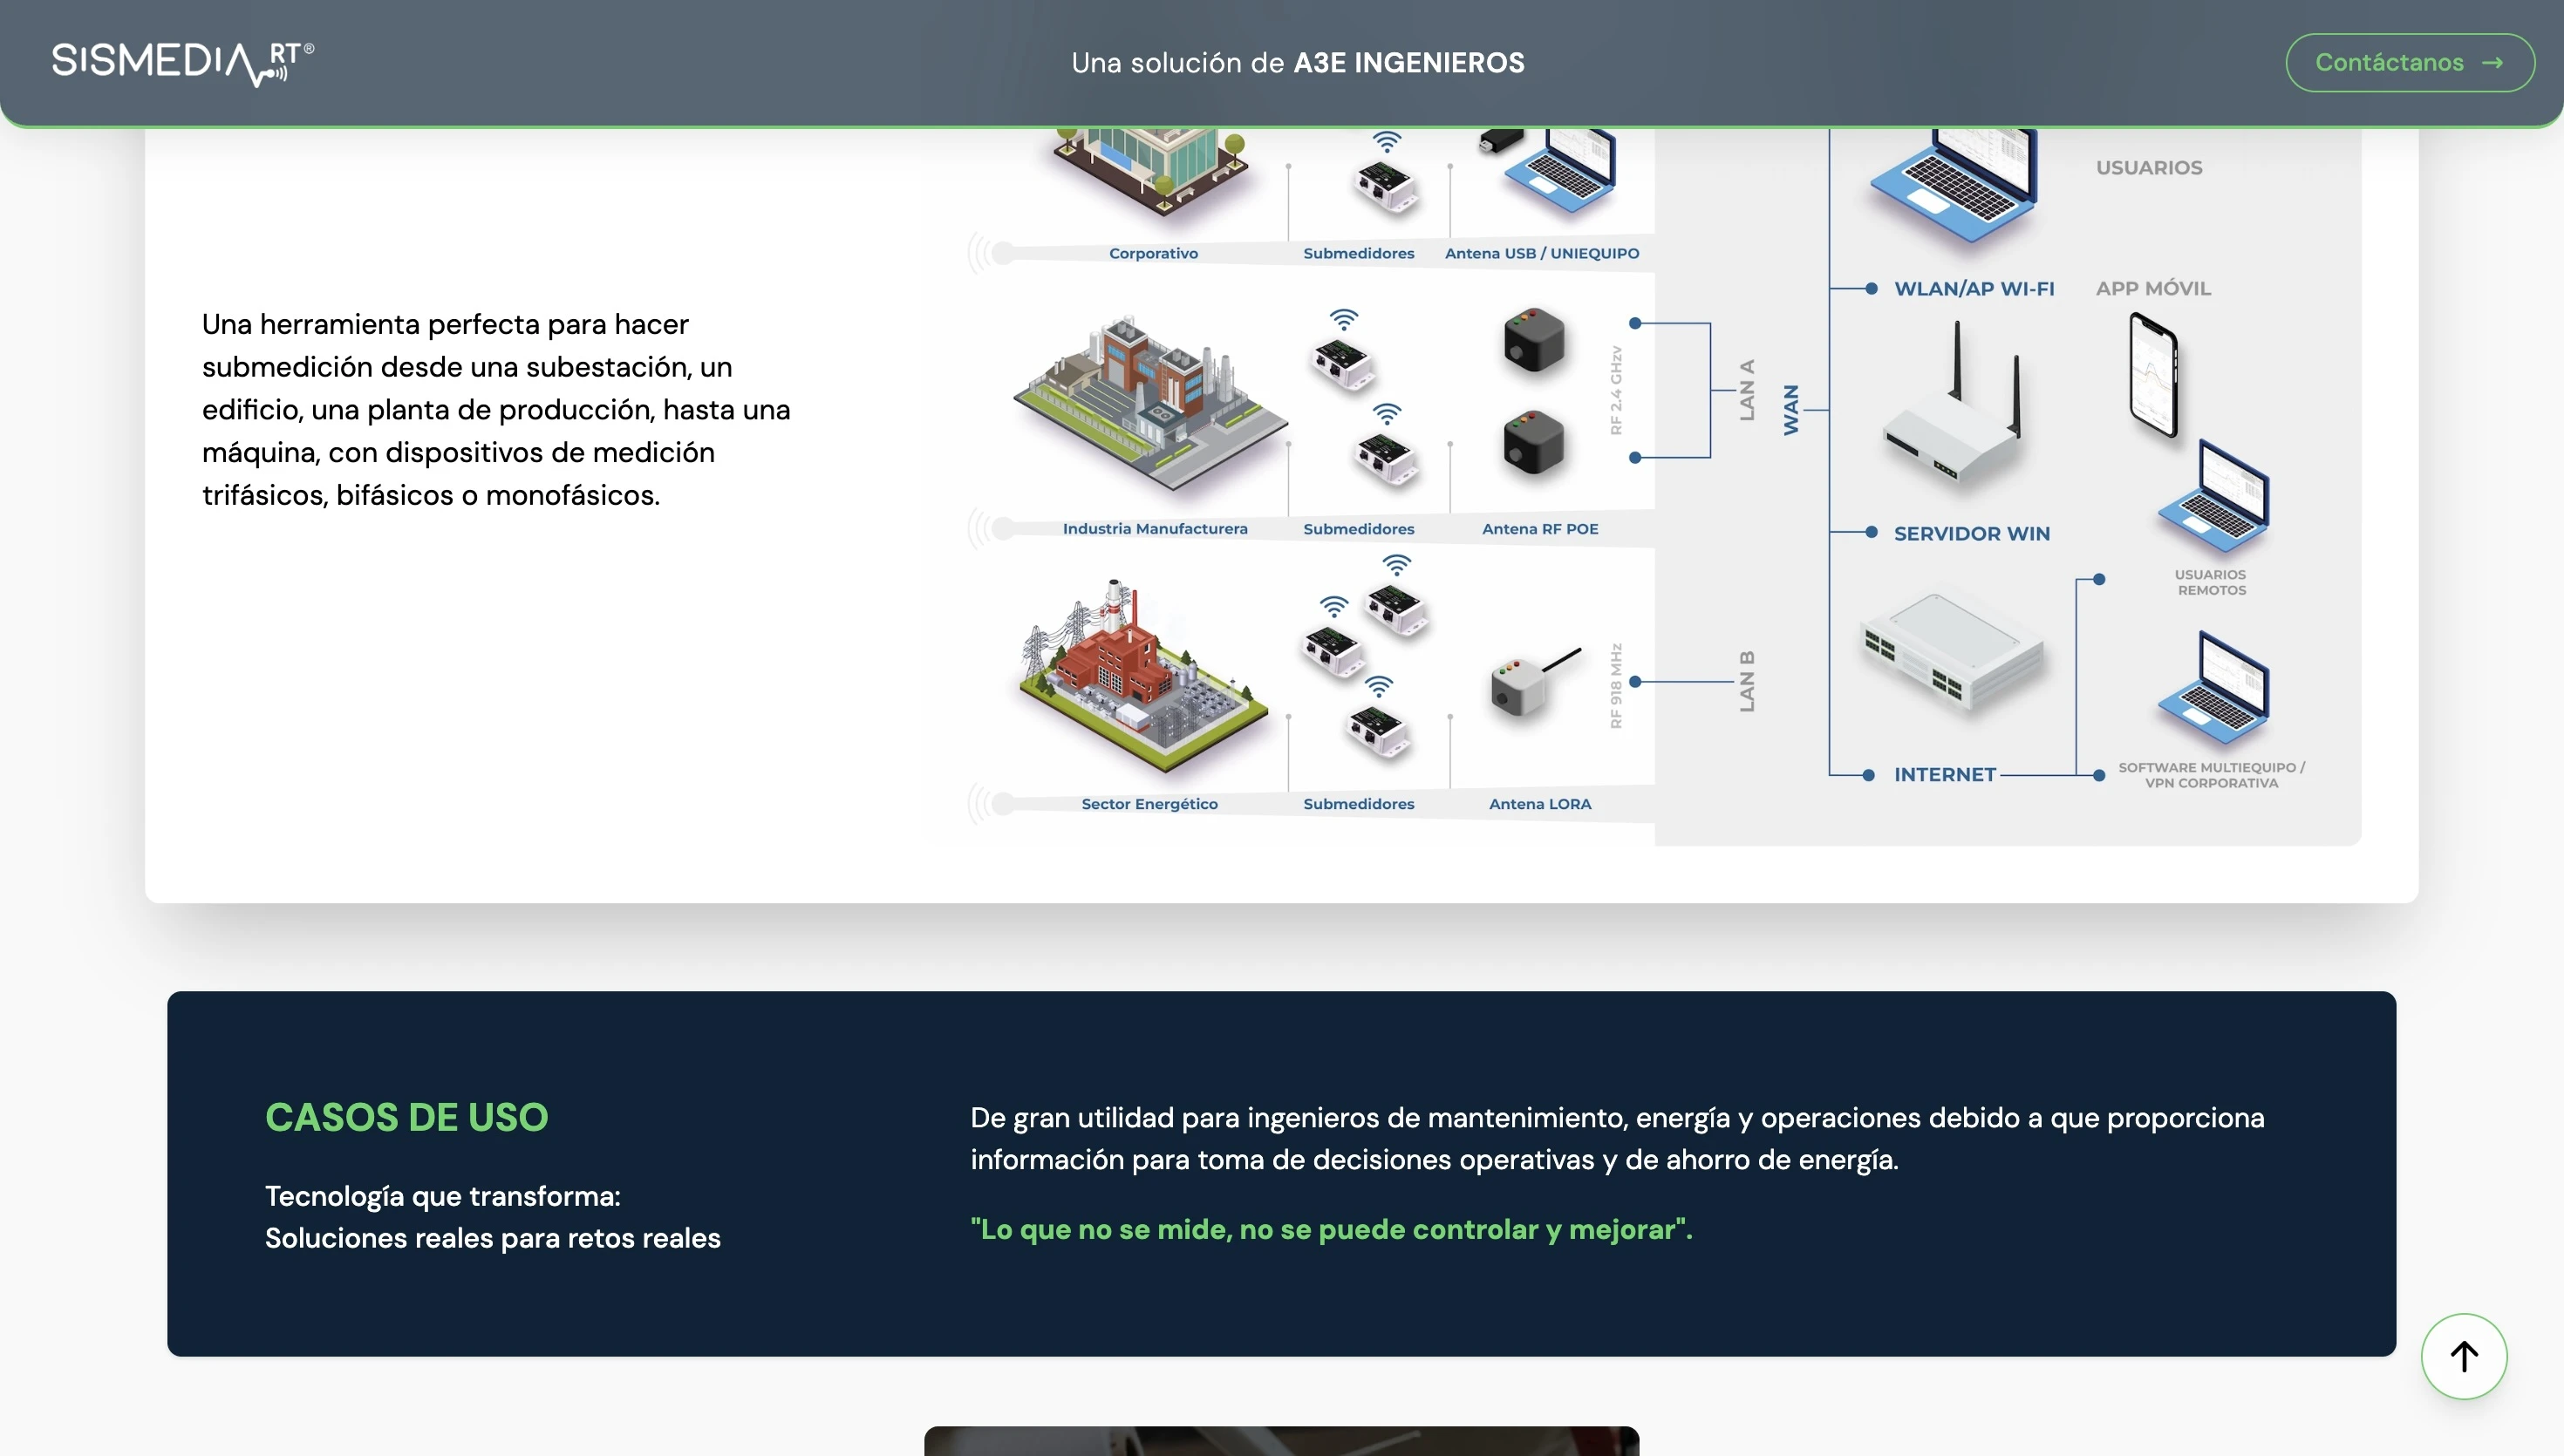 SISMEDIA RT®
Una solución de A3E INGENIEROS
Contáctanos →
Una herramienta perfecta para hacer
submedición desde una subestación, un
edificio, una planta de producción, hasta una
máquina, con dispositivos de medición
trifásicos, bifásicos o monofásicos.
Corporativo
Submedidores
Antena USB / UNIEQUIPO
Industria Manufacturera
Submedidores
Antena RF POE
RF 2.4 GHzv
Sector Energético
Submedidores
Antena LORA
RF 918 MHz
LAN A
LAN B
WAN
USUARIOS
WLAN/AP WI-FI
APP MÓVIL
SERVIDOR WIN
USUARIOS
REMOTOS
INTERNET
SOFTWARE MULTIEQUIPO /
VPN CORPORATIVA
CASOS DE USO
Tecnología que transforma:
Soluciones reales para retos reales
De gran utilidad para ingenieros de mantenimiento, energía y operaciones debido a que proporciona
información para toma de decisiones operativas y de ahorro de energía.
"Lo que no se mide, no se puede controlar y mejorar".